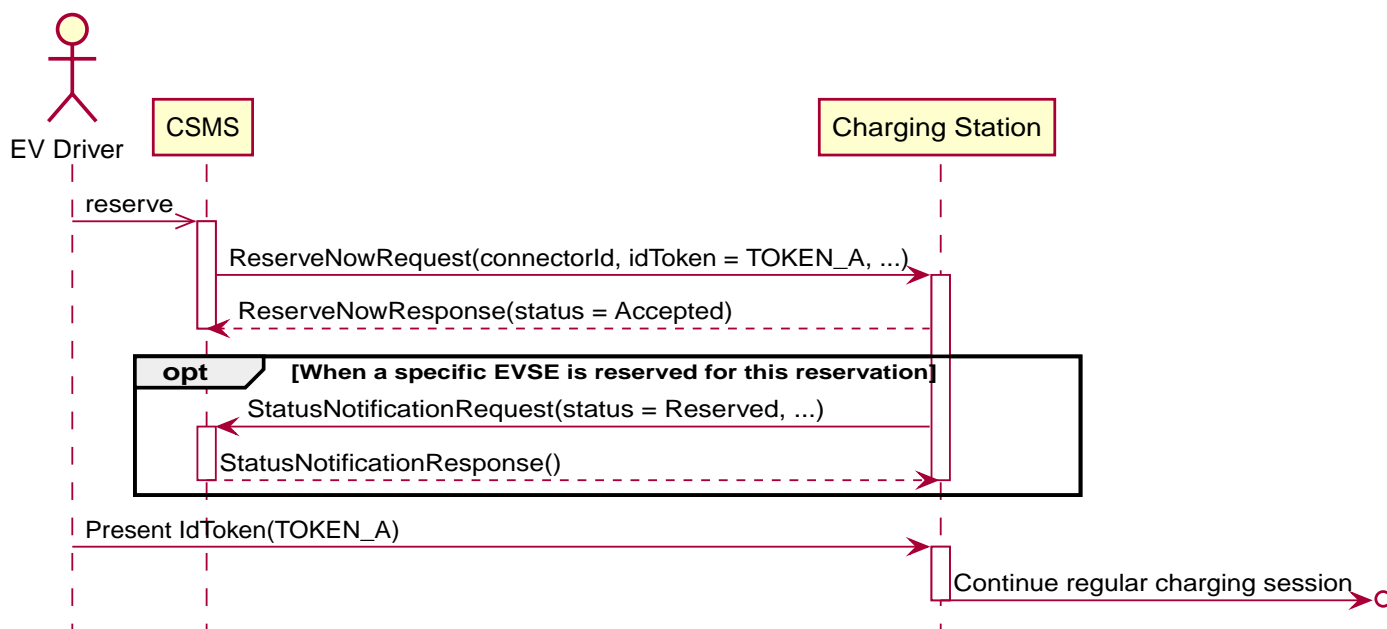 EV Driver
CSMS
Charging Station
reserve
ReserveNowRequest(connectorId, idToken = TOKEN_A, ...)
ReserveNowResponse(status = Accepted)
opt [When a specific EVSE is reserved for this reservation]
StatusNotificationRequest(status = Reserved, ...)
StatusNotificationResponse()
Present IdToken(TOKEN_A)
Continue regular charging session